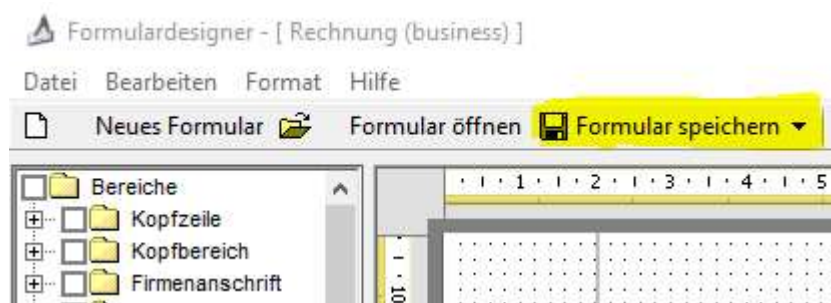 Formulardesigner - [ Rechnung (business) ]
Datei Bearbeiten Format Hilfe
Neues Formular Formular öffnen Formular speichern
Bereiche
1 2 3 4 5
Kopfzeile
Kopfbereich
Firmenanschrift
10